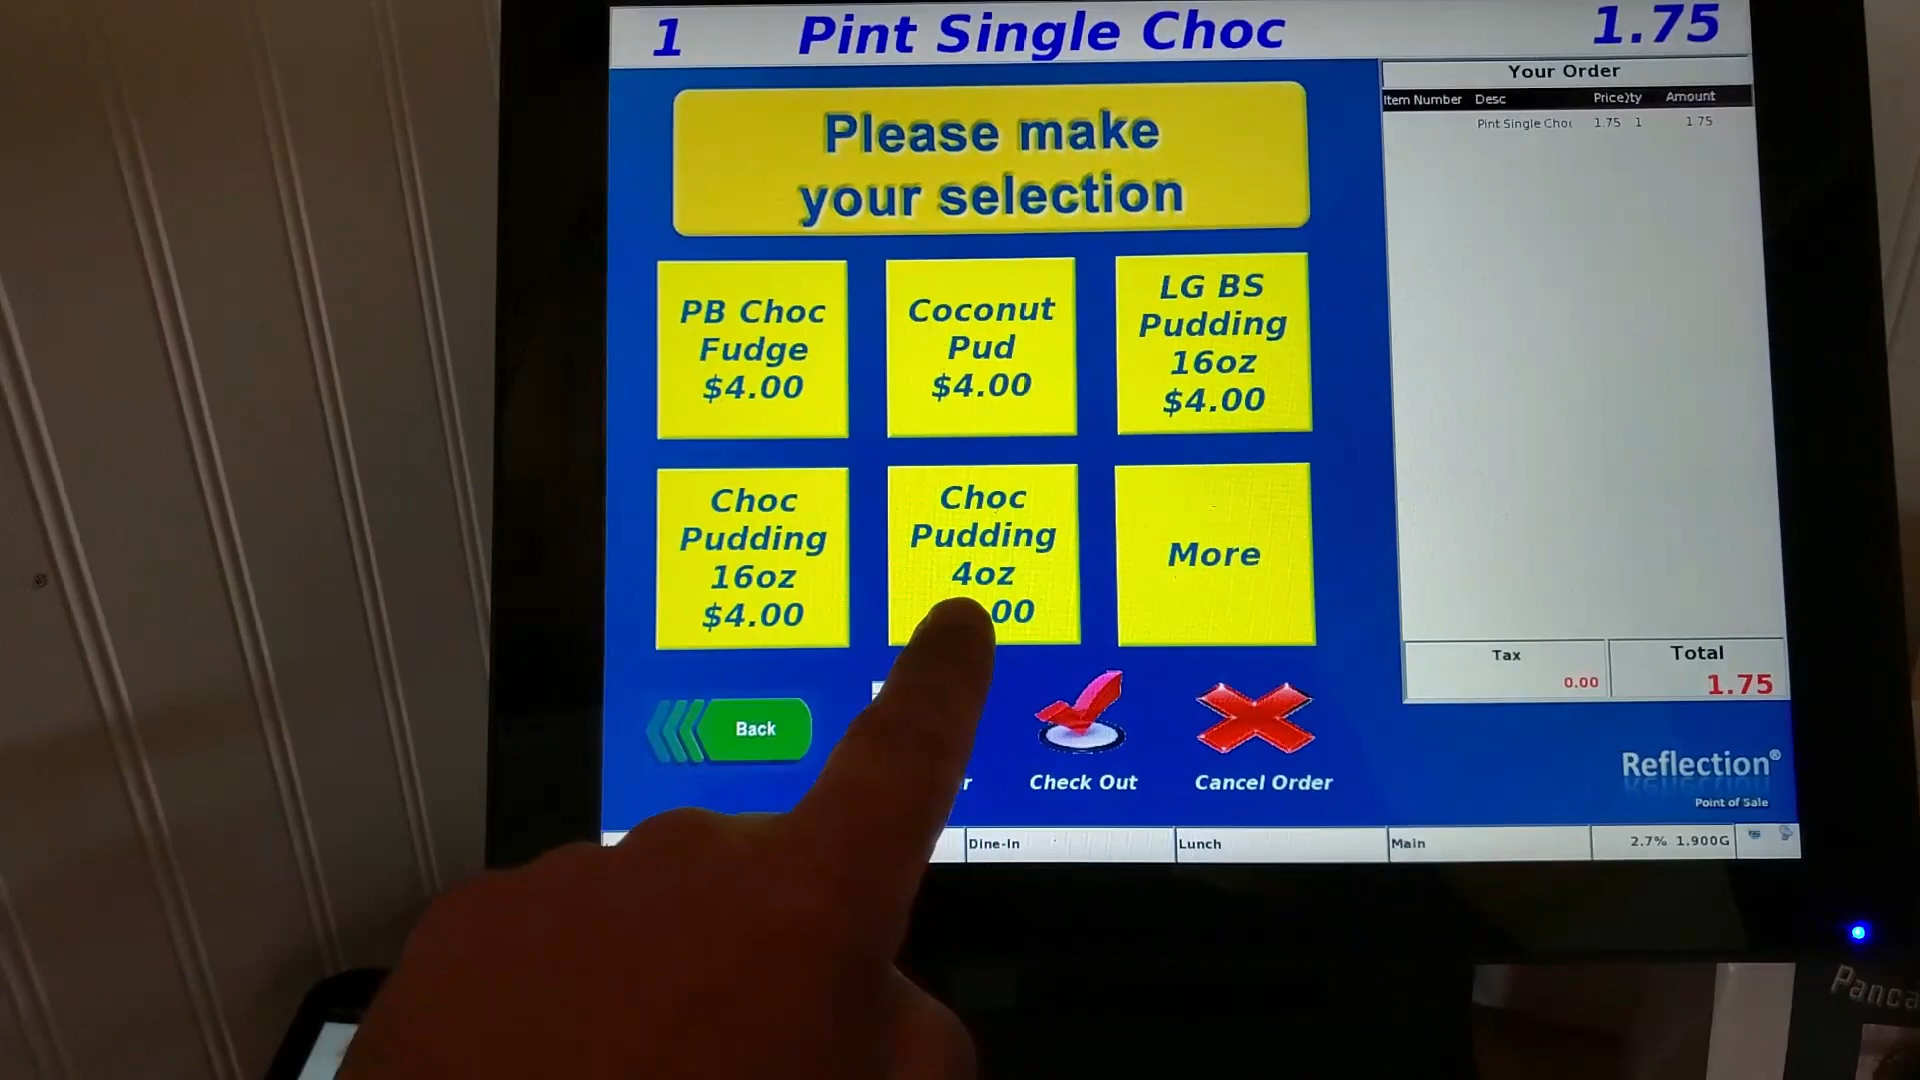 1 Pint Single Choc 1.75
Please make
your selection
Your Order
Item Number Desc Price Qty Amount
Pint Single Choc 1.75 1 1.75
PB Choc
Fudge
$4.00
Coconut
Pud
$4.00
LG BS
Pudding
16oz
$4.00
Choc
Pudding
16oz
$4.00
Choc
Pudding
4oz
.00
More
Tax
0.00
Total
1.75
Back
r
Check Out
Cancel Order
Reflection®
Point of Sale
Dine-In
Lunch
Main
2.7% 1.900G
Panca